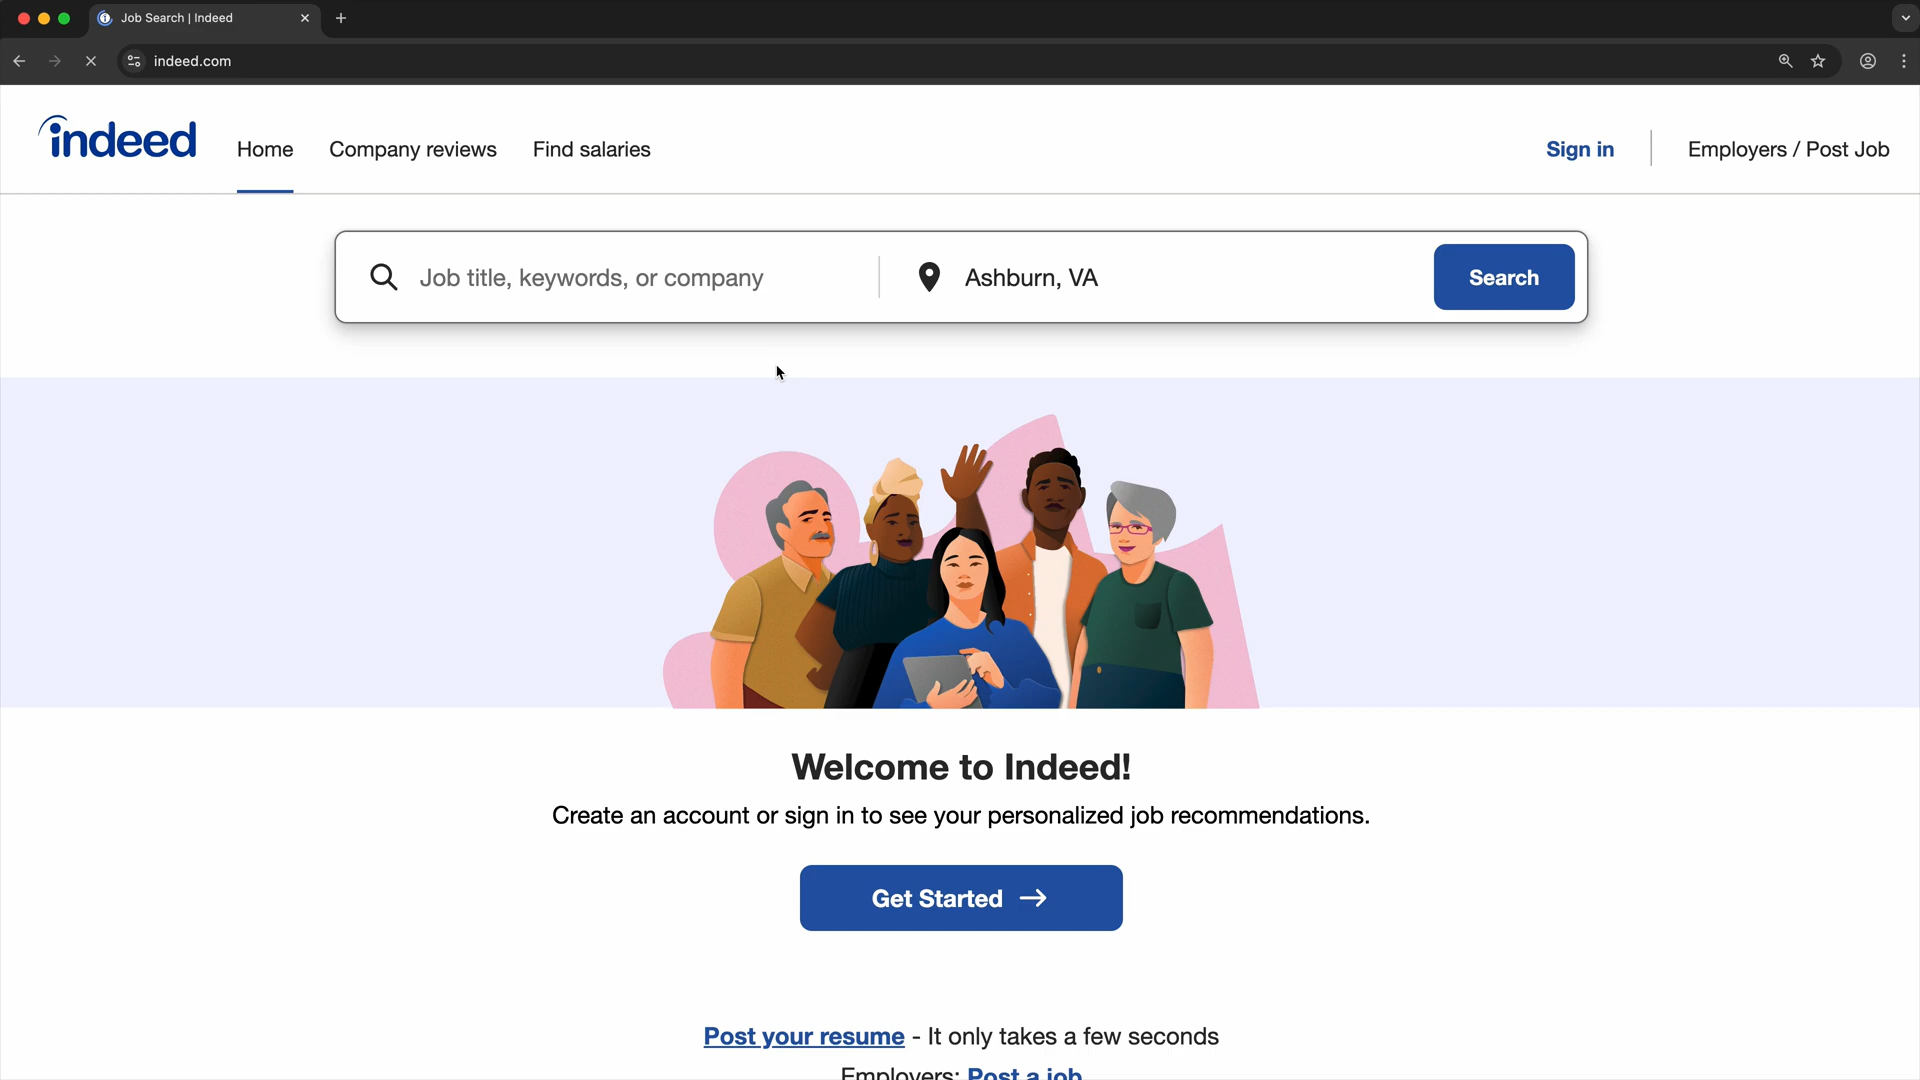 Job Search | Indeed
indeed.com
indeed
Home
Company reviews
Find salaries
Sign in
Employers / Post Job
Job title, keywords, or company
Ashburn, VA
Search
Welcome to Indeed!
Create an account or sign in to see your personalized job recommendations.
Get Started
Post your resume - It only takes a few seconds
Employers: Post a job